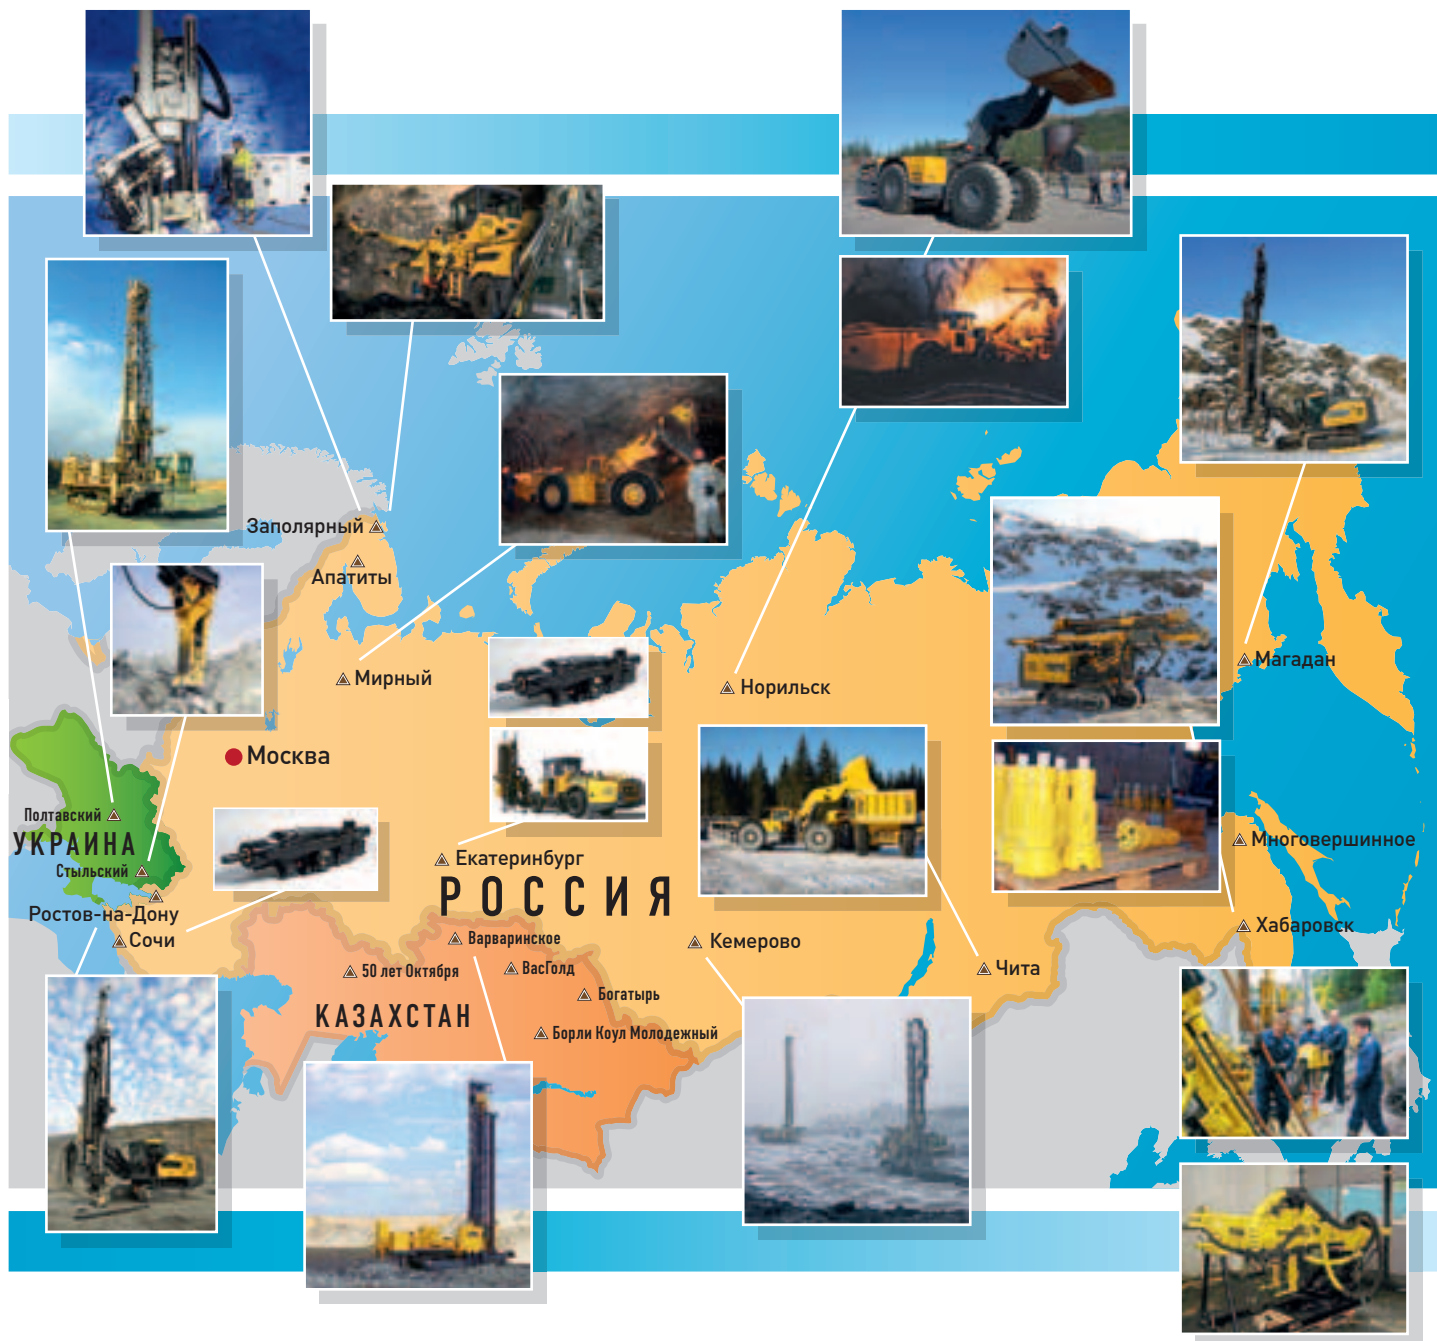 Заполярный
Апатиты
Мирный
Норильск
Магадан
Москва
Полтавский
УКРАИНА
Стыльский
Екатеринбург
Многовершинное
РОССИЯ
Ростов-на-Дону
Сочи
Хабаровск
Варваринское
Кемерово
50 лет Октября
ВасГолд
Чита
Богатырь
КАЗАХСТАН
Борли Коул Молодежный